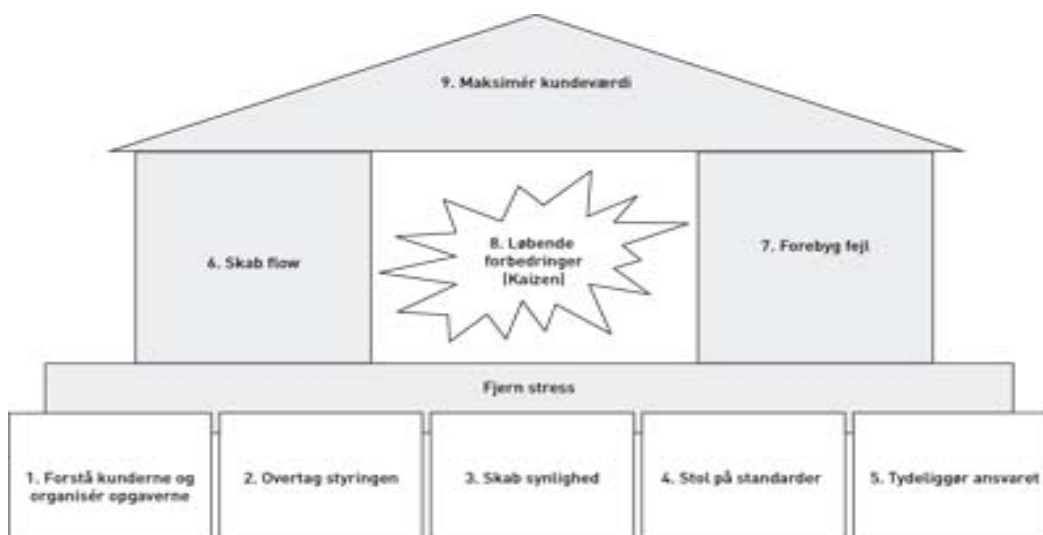 9. Maksimér kundeværdi
6. Skab flow
8. Løbende
forbedringer
(Kaizen)
7. Forebyg fejl
Fjern stress
1. Forstå kunderne og
organisér opgaverne
2. Overtag styringen
3. Skab synlighed
4. Stol på standarder
5. Tydeliggør ansvaret